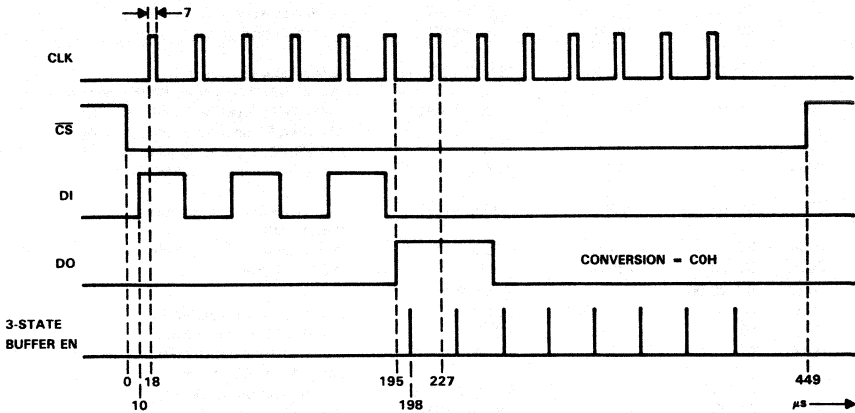 7
CLK
CS
DI
DO
CONVERSION = C0H
3-STATE
BUFFER EN
0 18 195 227 449
10 198 μs